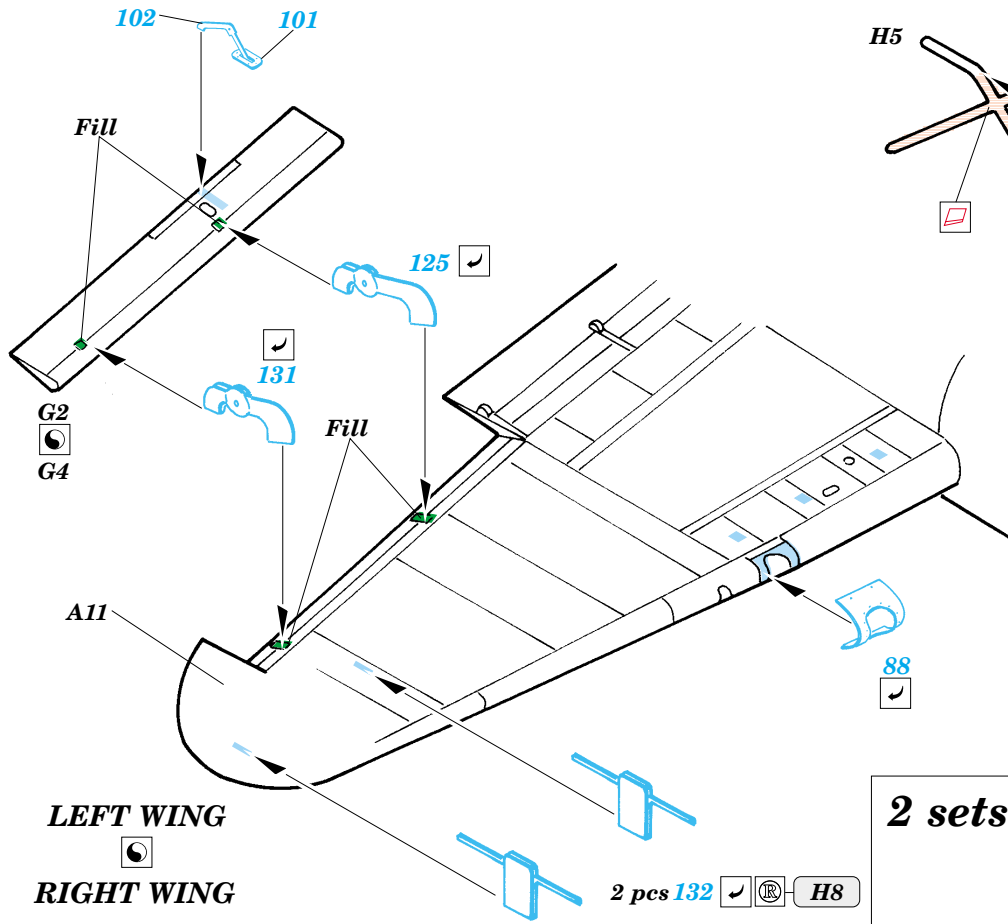 102 101
H5
Fill
125
131
G2
G4
Fill
A11
88
LEFT WING
RIGHT WING
2 pcs 132 ® H8
2 sets